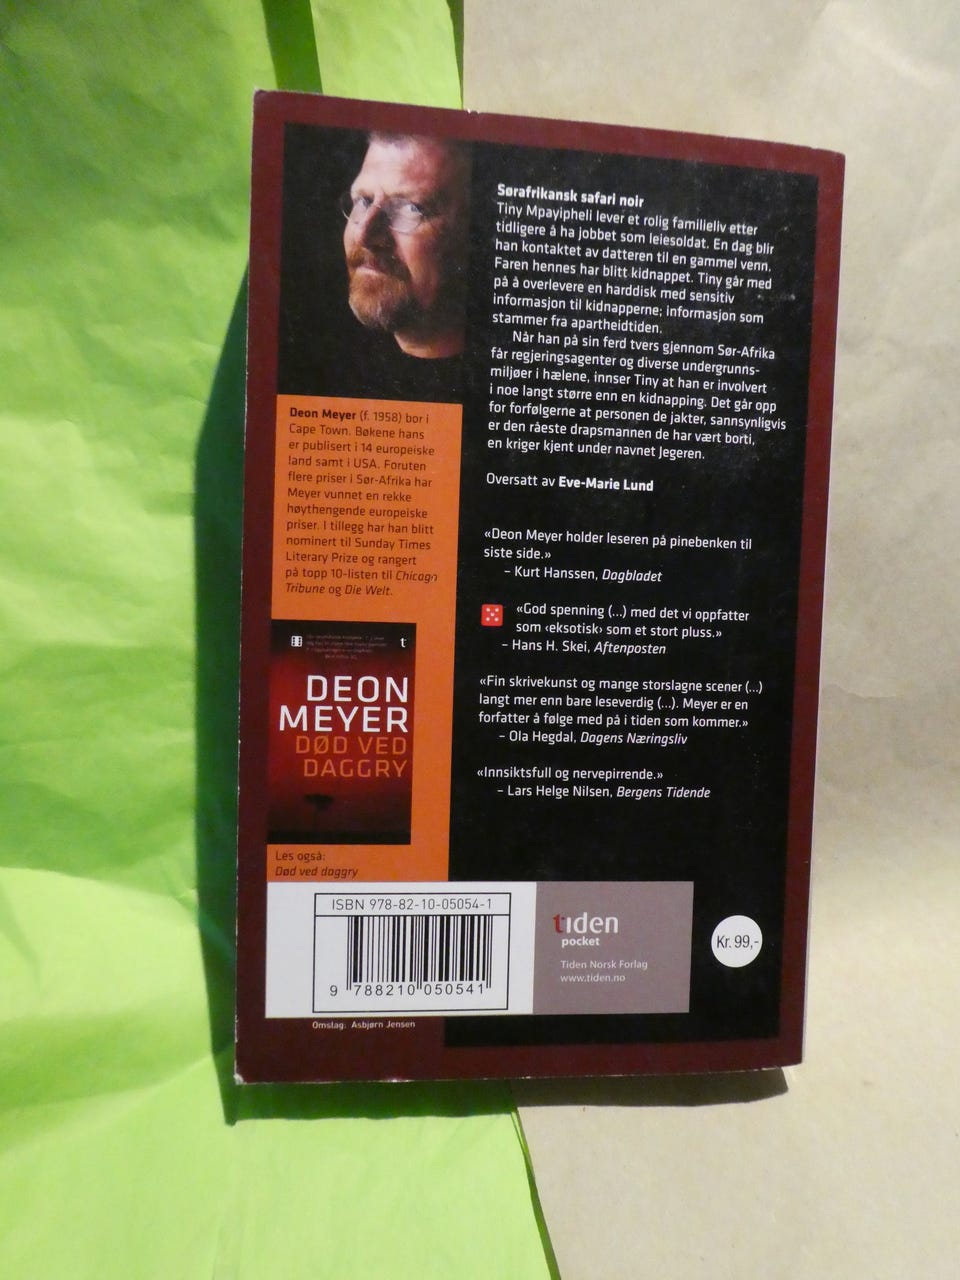 Sørafrikansk safari noir
Tiny Mpayipheli lever et rolig familieliv etter
tidligere å ha jobbet som leiesoldat. En dag blir
han kontaktet av datteren til en gammel venn.
Faren hennes har blitt kidnappet. Tiny går med
på å overlevere en harddisk med sensitiv
informasjon til kidnapperne; informasjon som
stammer fra apartheidtiden.
Når han på sin ferd tvers gjennom Sør-Afrika
får regjeringsagenter og diverse undergrunns-
miljøer i hælene, innser Tiny at han er involvert
i noe langt større enn en kidnapping. Det går opp
for forfølgerne at personen de jakter, sannsynligvis
er den råeste drapsmannen de har vært borti,
en kriger kjent under navnet Jegeren.
Oversatt av Eve-Marie Lund
«Deon Meyer holder leseren på pinebenken til
siste side.»
– Kurt Hanssen, Dagbladet
«God spenning (...) med det vi oppfatter
som ‹eksotisk› som et stort pluss.»
– Hans H. Skei, Aftenposten
«Fin skrivekunst og mange storslagne scener (...)
langt mer enn bare leseverdig (...). Meyer er en
forfatter å følge med på i tiden som kommer.»
– Ola Hegdal, Dagens Næringsliv
«Innsiktsfull og nervepirrende.»
– Lars Helge Nilsen, Bergens Tidende
Deon Meyer (f. 1958) bor i
Cape Town. Bøkene hans
er publisert i 14 europeiske
land samt i USA. Foruten
flere priser i Sør-Afrika har
Meyer vunnet en rekke
høythengende europeiske
priser. I tillegg har han blitt
nominert til Sunday Times
Literary Prize og rangert
på topp 10-listen til Chicago
Tribune og Die Welt.
t
DEON
MEYER
DØD VED
DAGGRY
Les også:
Død ved daggry
ISBN 978-82-10-05054-1
9 788210 050541
tiden
pocket
Tiden Norsk Forlag
www.tiden.no
Kr. 99,-
Omslag: Asbjørn Jensen